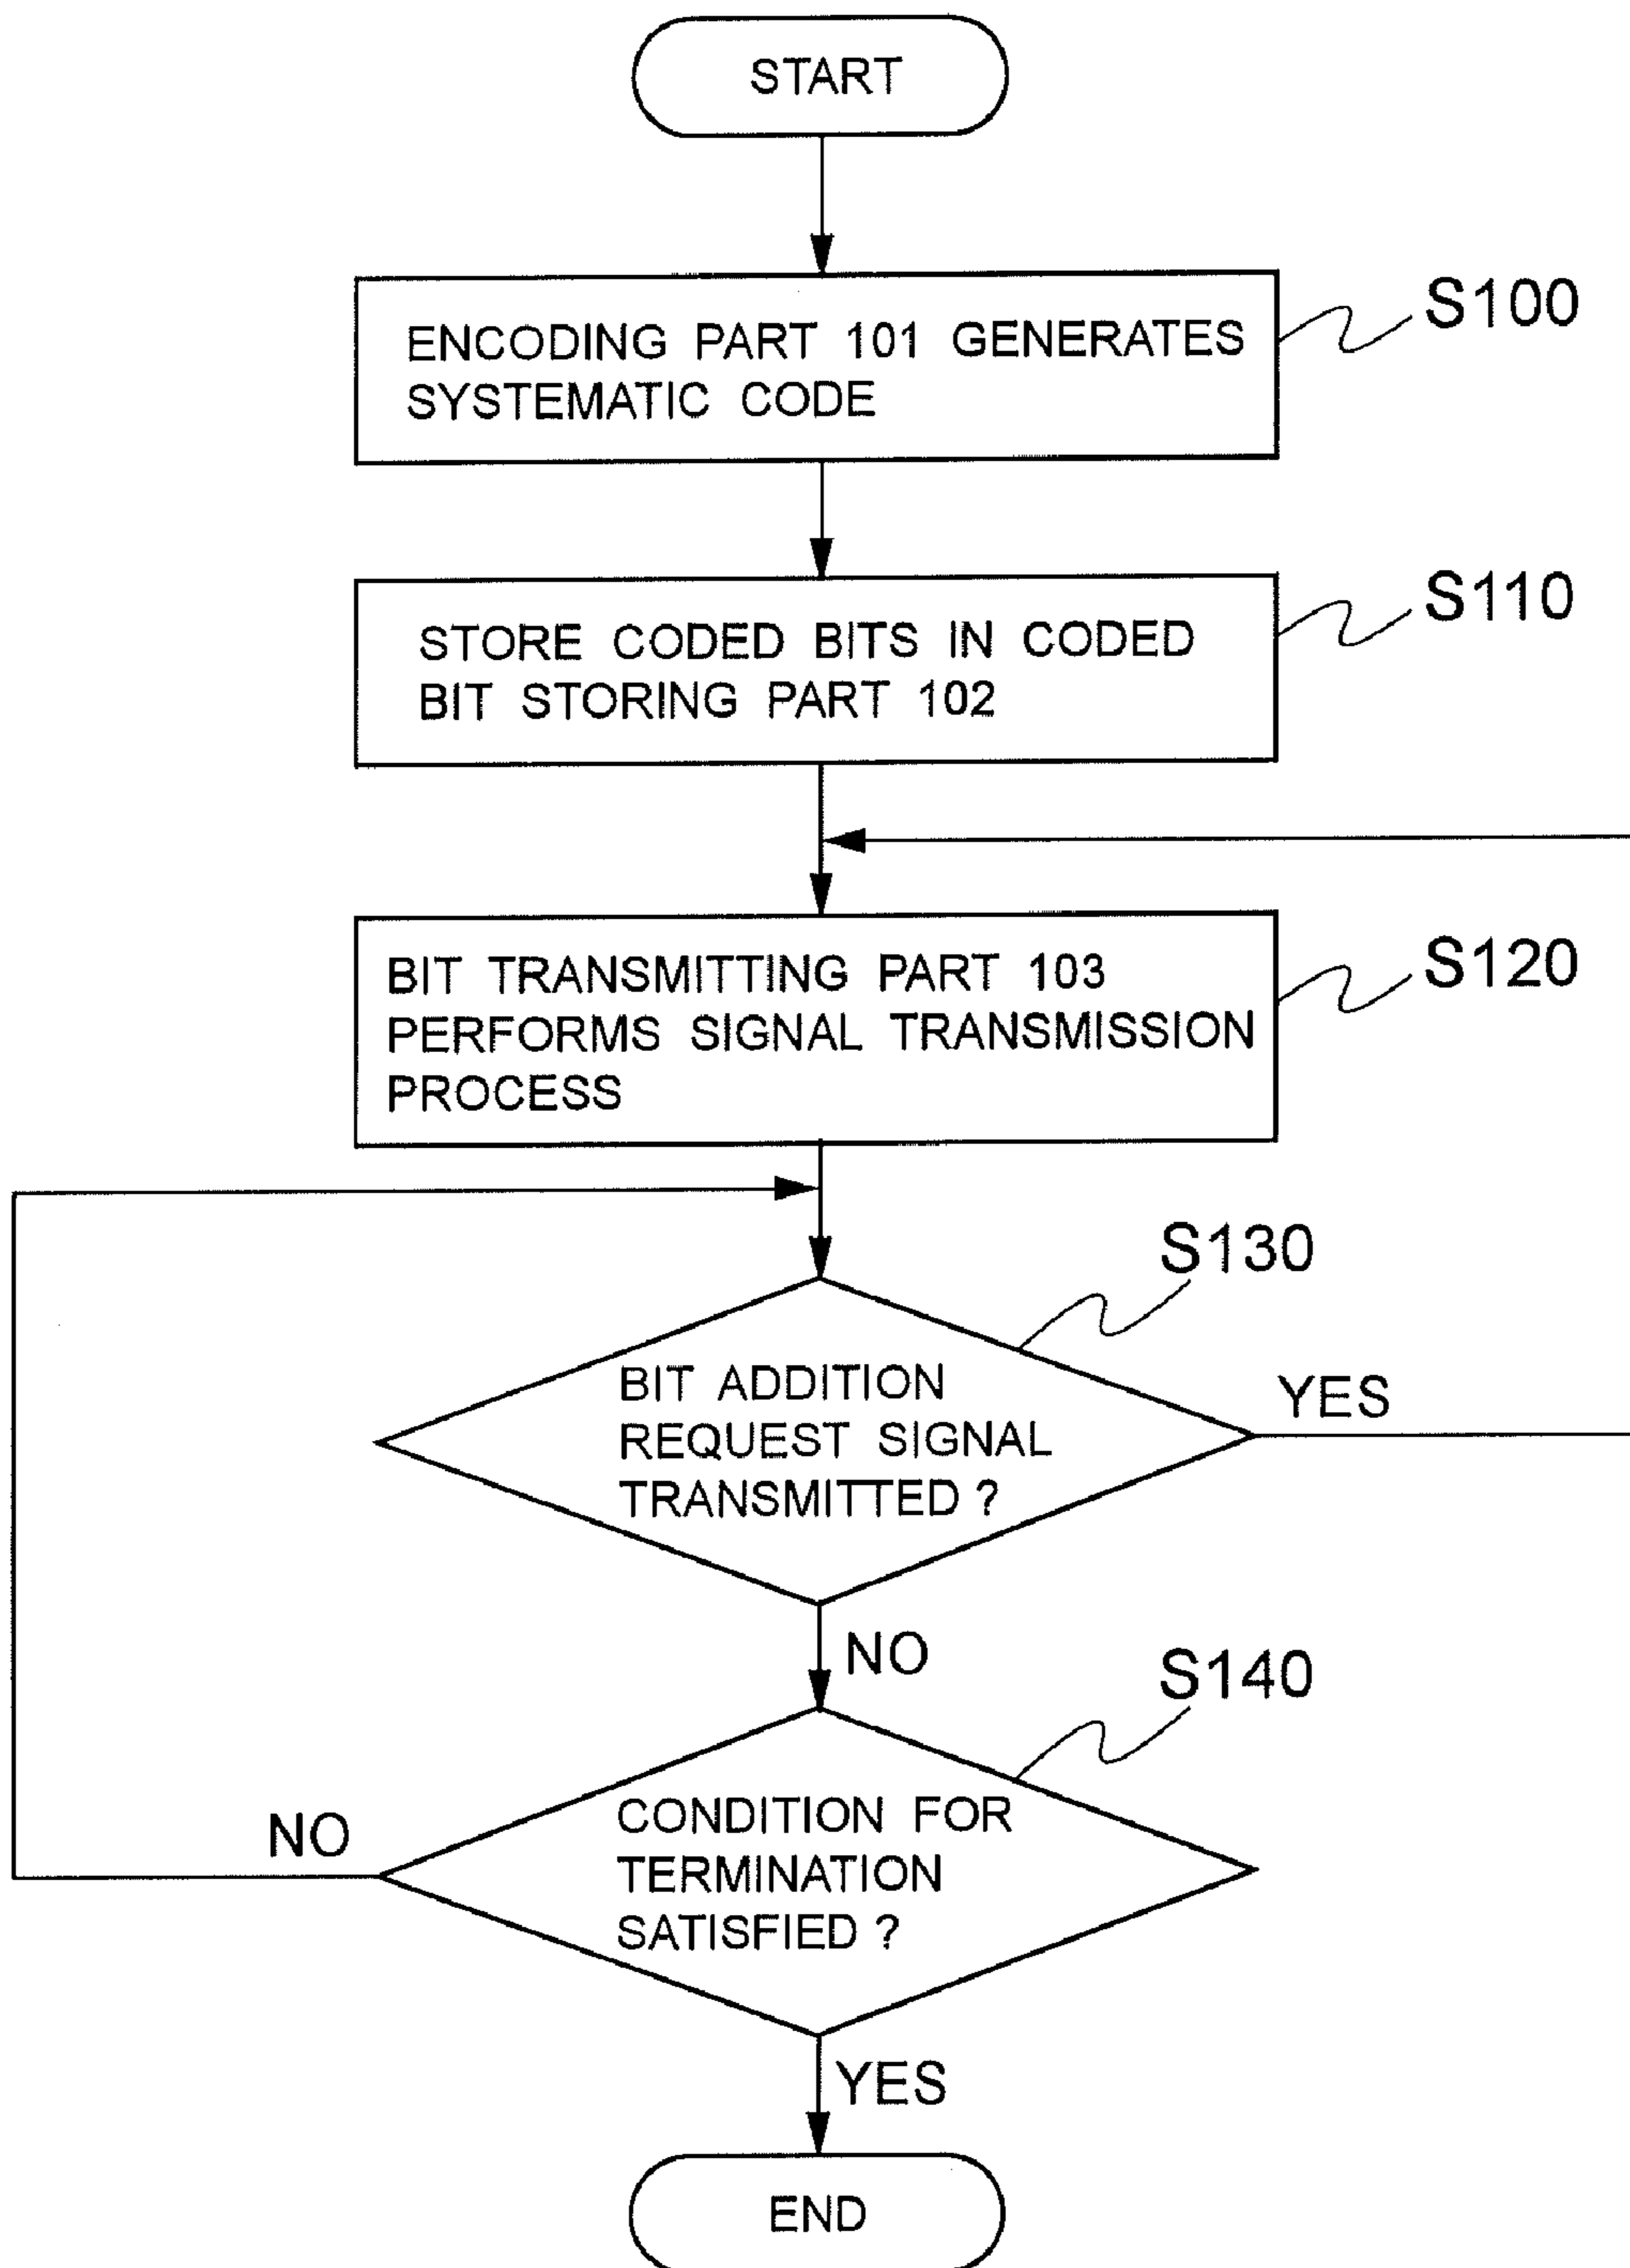 START
ENCODING PART 101 GENERATES
SYSTEMATIC CODE
S100
STORE CODED BITS IN CODED
BIT STORING PART 102
S110
BIT TRANSMITTING PART 103
PERFORMS SIGNAL TRANSMISSION
PROCESS
S120
S130
BIT ADDITION
REQUEST SIGNAL
TRANSMITTED ?
YES
NO
S140
CONDITION FOR
TERMINATION
SATISFIED ?
NO
YES
END